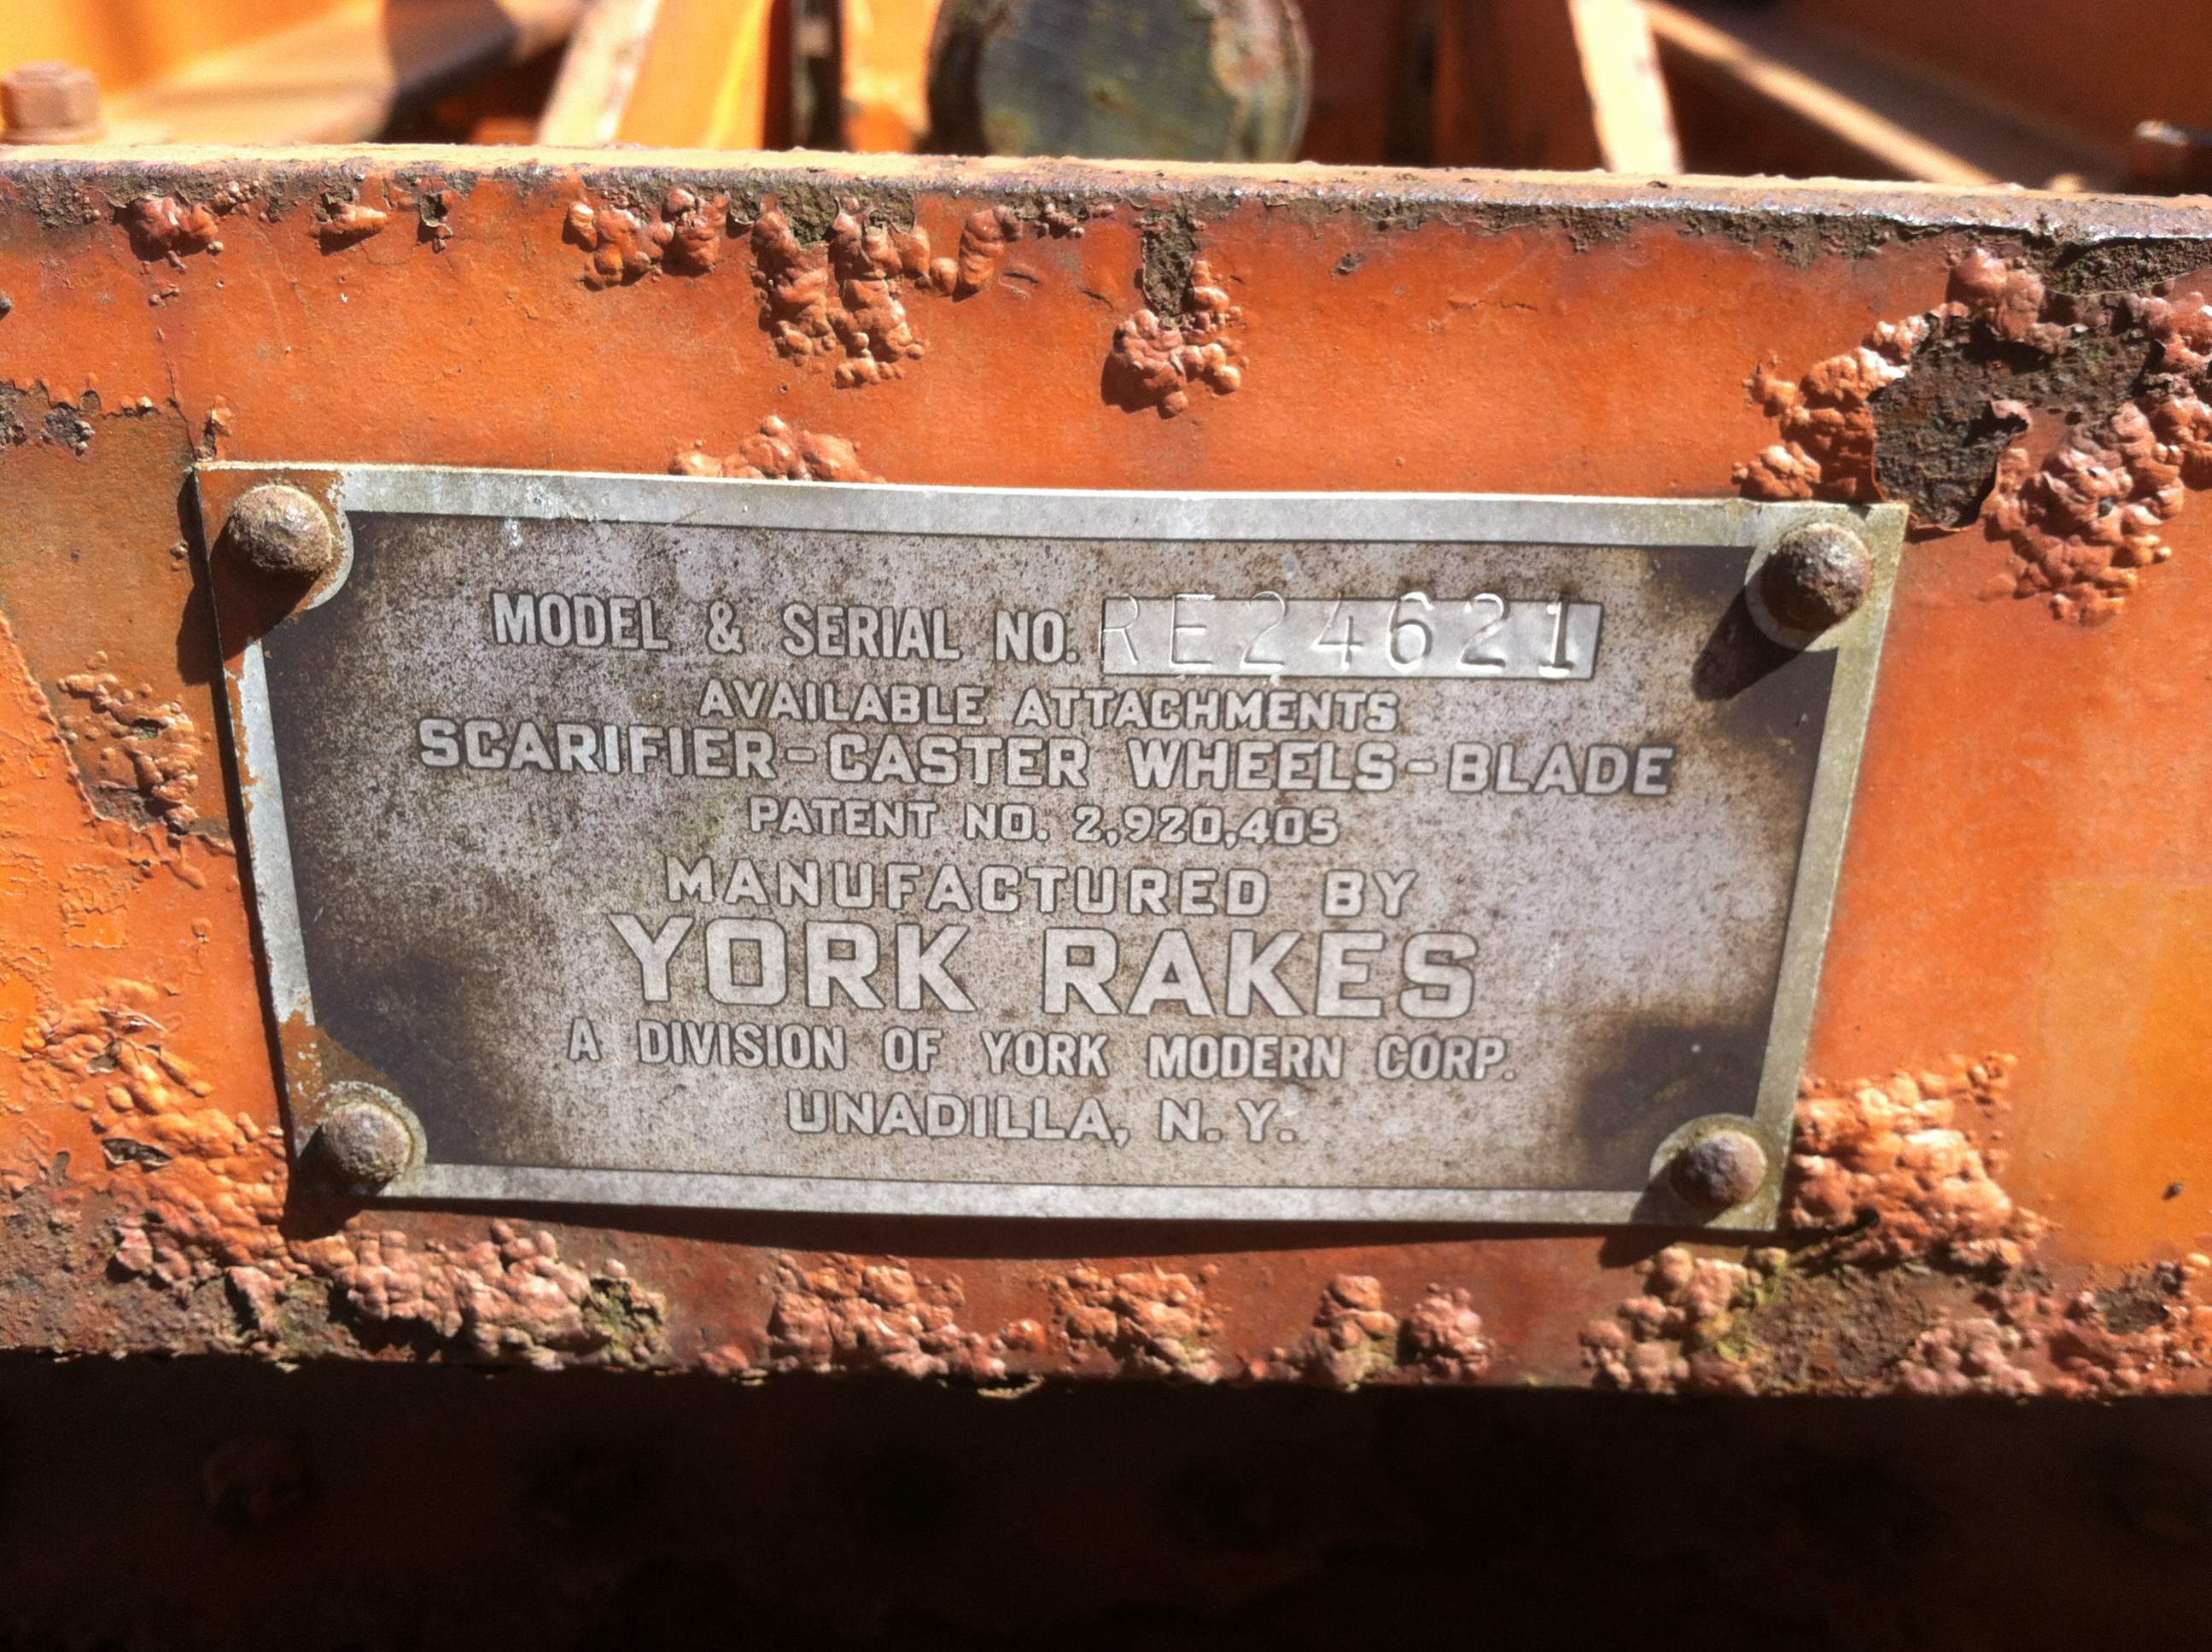 MODEL & SERIAL NO. RE24621
AVAILABLE ATTACHMENTS
SCARIFIER-CASTER WHEELS-BLADE
PATENT NO. 2,920,405
MANUFACTURED BY
YORK RAKES
A DIVISION OF YORK MODERN CORP.
UNADILLA, N. Y.